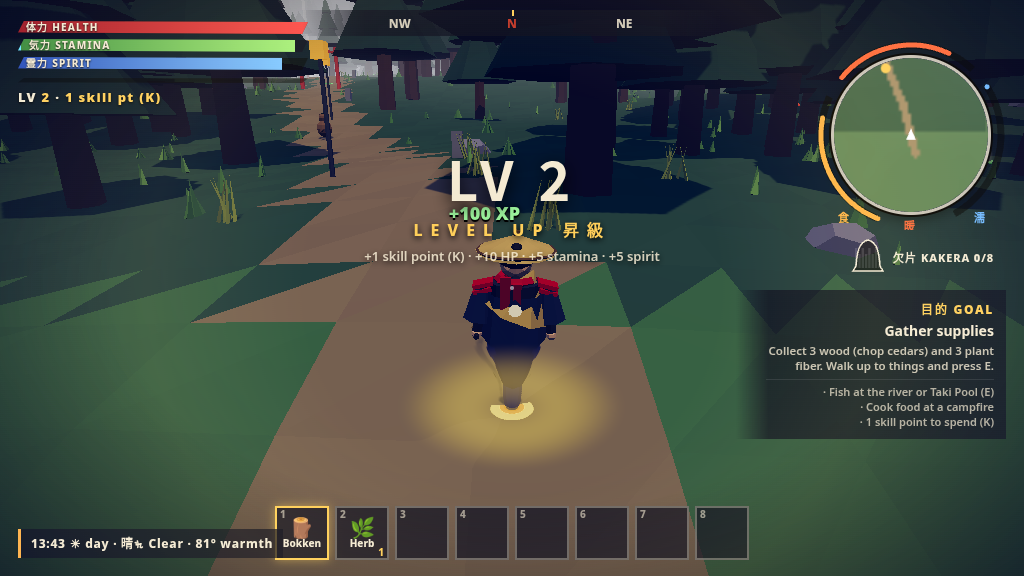 体力 HEALTH
気力 STAMINA
霊力 SPIRIT
LV 2 · 1 skill pt (K)
NW
N
NE
LV 2
+100 XP
LEVEL UP 昇級
+1 skill point (K) · +10 HP · +5 stamina · +5 spirit
食
暖
濡
欠片 KAKERA 0/8
目的 GOAL
Gather supplies
Collect 3 wood (chop cedars) and 3 plant
fiber. Walk up to things and press E.
· Fish at the river or Taki Pool (E)
· Cook food at a campfire
· 1 skill point to spend (K)
13:43 ☀ day · 晴れ Clear · 81° warmth
1
Bokken
2
Herb
1
3
4
5
6
7
8